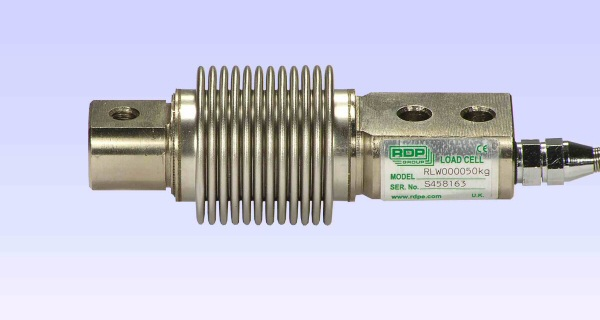 RDP
GROUP
LOAD CELL
CE
MODEL RLW000050kg
SER. No. S458163
www.rdpe.com U.K.